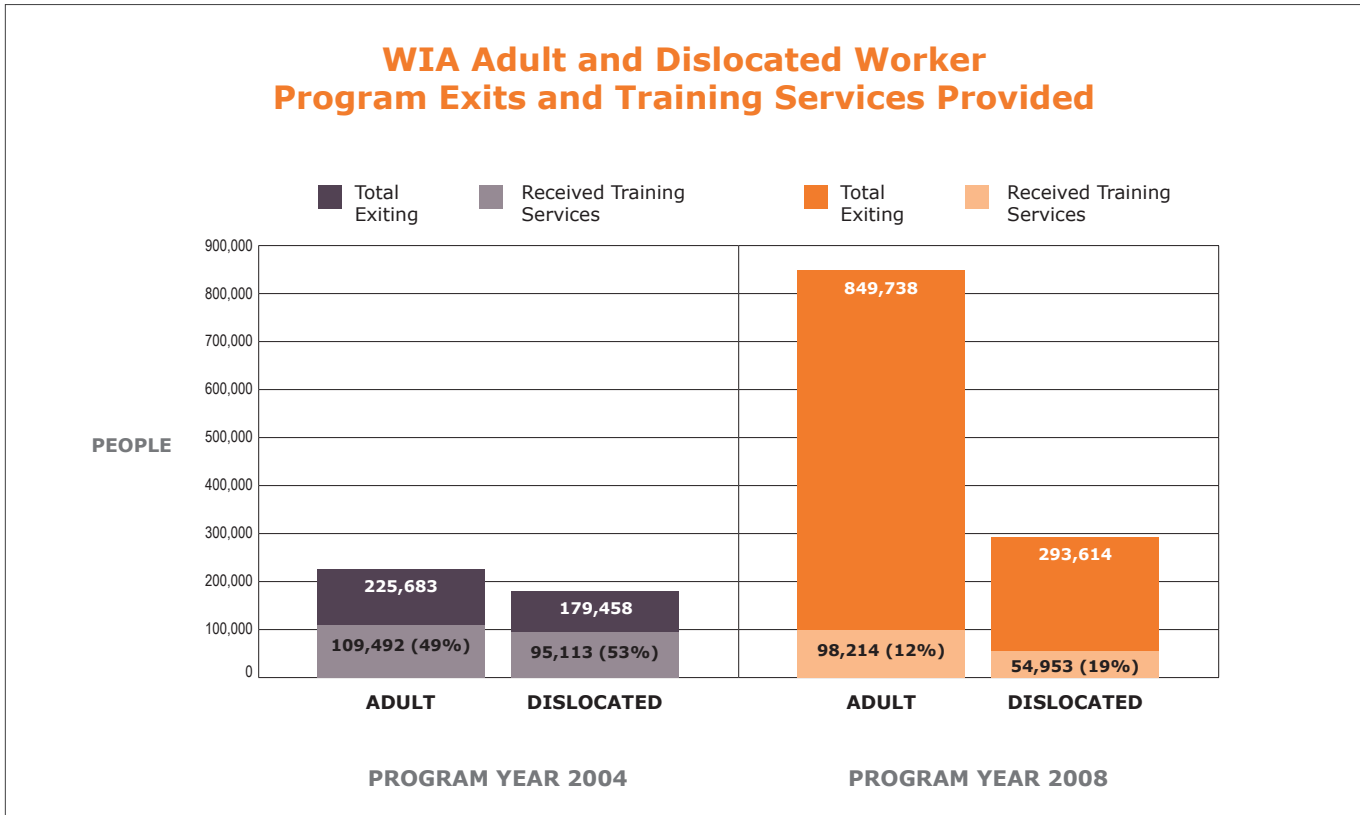 WIA Adult and Dislocated Worker
Program Exits and Training Services Provided
Total
Exiting
Received Training
Services
Total
Exiting
Received Training
Services
900,000
800,000
700,000
600,000
500,000
400,000
300,000
200,000
100,000
0
PEOPLE
225,683
109,492 (49%)
179,458
95,113 (53%)
849,738
98,214 (12%)
293,614
54,953 (19%)
ADULT
DISLOCATED
ADULT
DISLOCATED
PROGRAM YEAR 2004
PROGRAM YEAR 2008